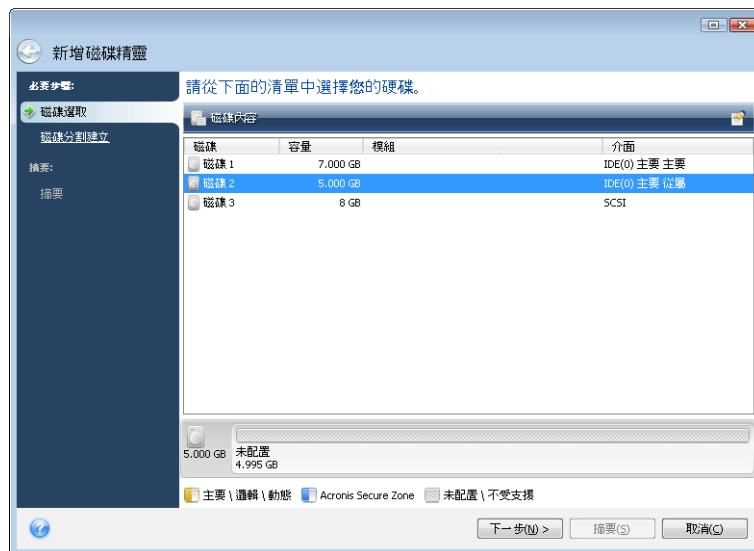 新增磁碟精靈
必要步驟:
磁碟選取
磁碟分割建立
摘要:
摘要
請從下面的清單中選擇您的硬碟。
磁碟內容
磁碟 容量 模組 介面
磁碟 1 7.000 GB IDE(0) 主要 主要
磁碟 2 5.000 GB IDE(0) 主要 從屬
磁碟 3 8 GB SCSI
5.000 GB
未配置
4.995 GB
主要 \ 邏輯 \ 動態 Acronis Secure Zone 未配置 \ 不受支援
下一步(N) > 摘要(S) 取消(C)